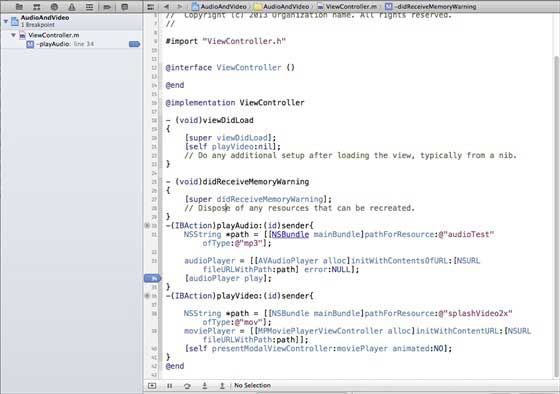 AudioAndVideo
1 Breakpoint
ViewController.m
-playAudio: line 34
AudioAndVideo
AudioAndVideo
ViewController.m
-didReceiveMemoryWarning
//  Copyright (c) 2013 Organization name. All rights reserved.
//
#import "ViewController.h"
@interface ViewController ()
@end
@implementation ViewController
- (void)viewDidLoad
{
[super viewDidLoad];
[self playVideo:nil];
// Do any additional setup after loading the view, typically from a nib.
}
- (void)didReceiveMemoryWarning
{
[super didReceiveMemoryWarning];
// Dispose of any resources that can be recreated.
}
-(IBAction)playAudio:(id)sender{
NSString *path = [[NSBundle mainBundle]pathForResource:@"audioTest"
ofType:@"mp3"];
audioPlayer = [[AVAudioPlayer alloc]initWithContentsOfURL:[NSURL
fileURLWithPath:path] error:NULL];
34 [audioPlayer play];
}
-(IBAction)playVideo:(id)sender{
NSString *path = [[NSBundle mainBundle]pathForResource:@"splashVideo2x"
ofType:@"mov"];
moviePlayer = [[MPMoviePlayerViewController alloc]initWithContentURL:[NSURL
fileURLWithPath:path]];
[self presentModalViewController:moviePlayer animated:NO];
}
@end
No Selection